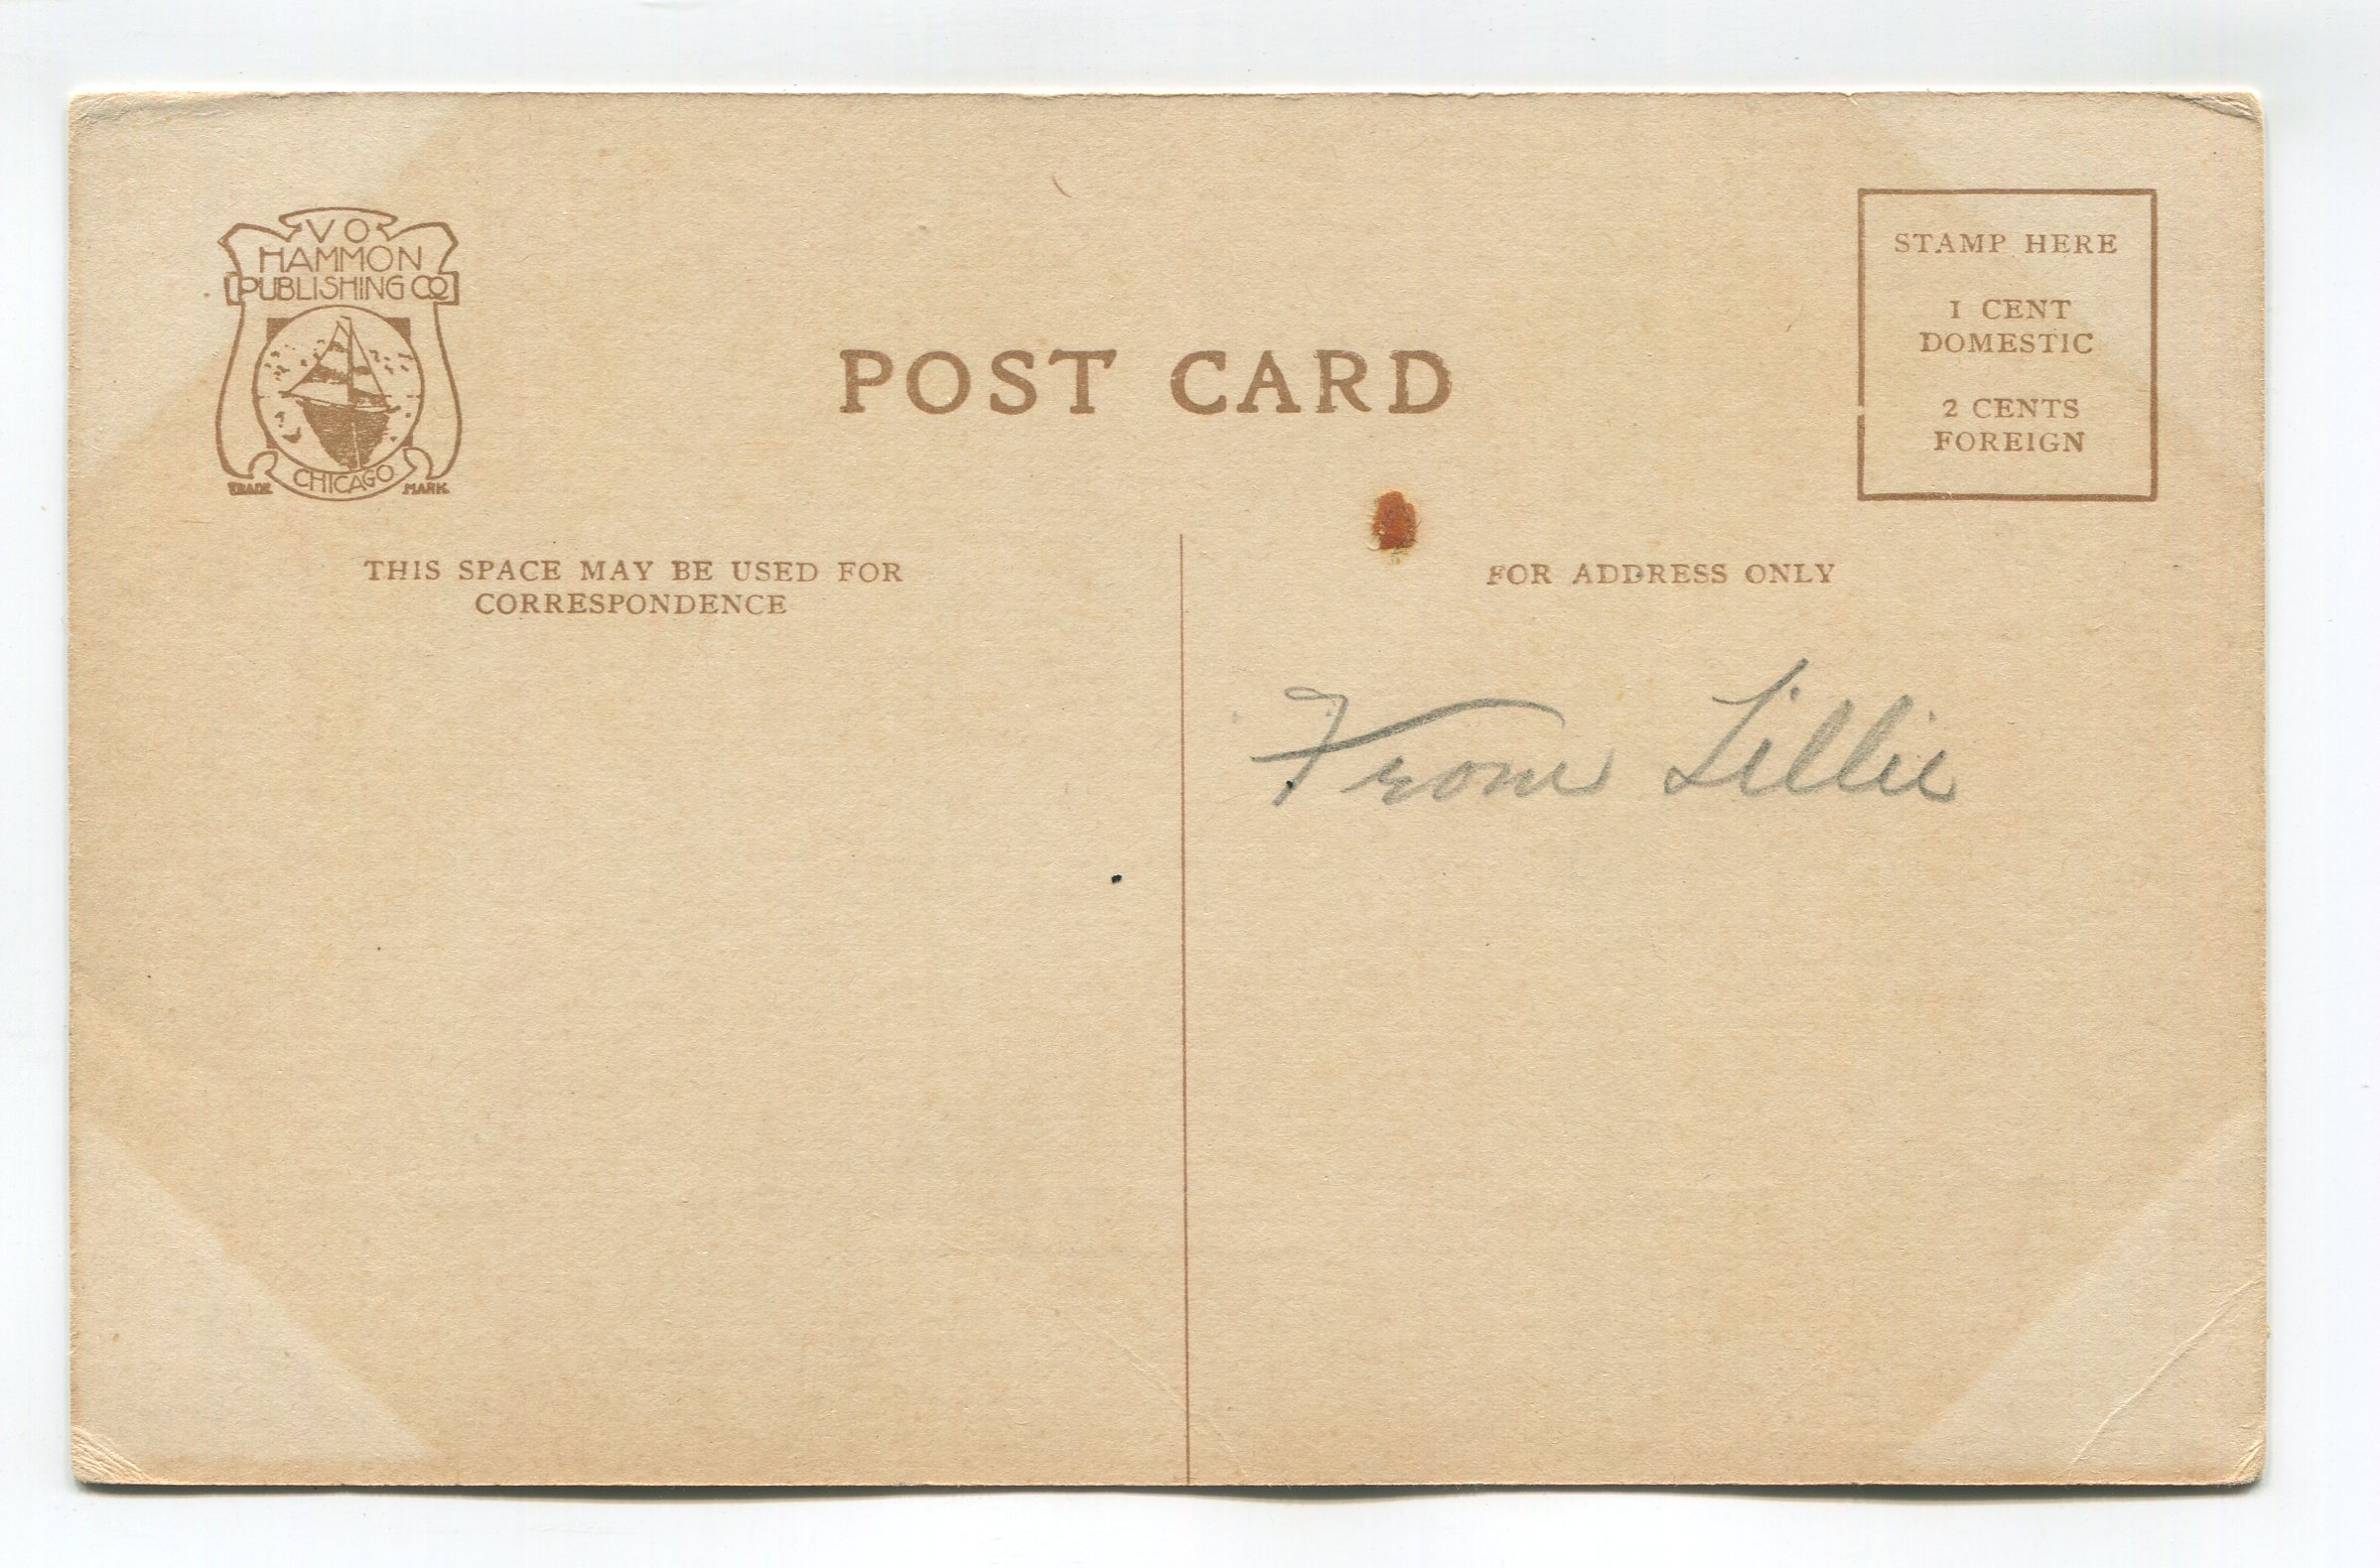 V O
HAMMON
PUBLISHING CO
CHICAGO
TRADE MARK
POST CARD
STAMP HERE
1 CENT
DOMESTIC
2 CENTS
FOREIGN
THIS SPACE MAY BE USED FOR
CORRESPONDENCE
FOR ADDRESS ONLY
From Lillie